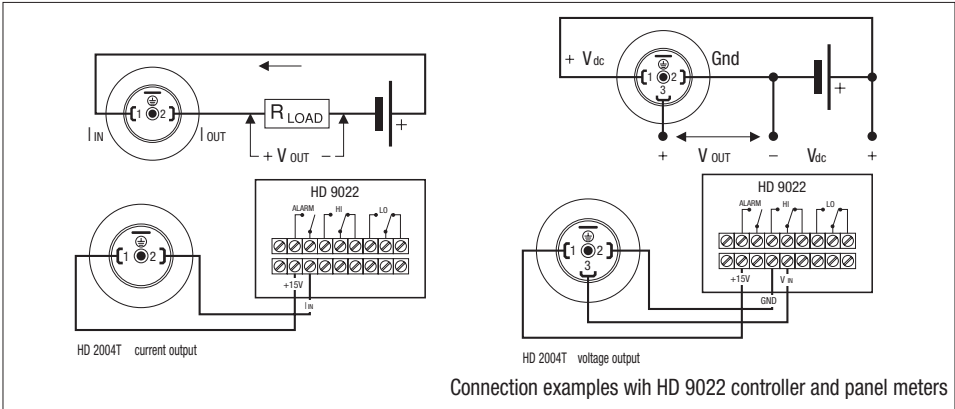 + Vdc
Gnd
1 2
3
1 2
I IN
I OUT
R LOAD
+
+ V OUT −
+
+ V OUT − Vdc +
HD 9022
ALARM HI LO
1 2
+15V
I IN
HD 2004T current output
HD 9022
ALARM HI LO
1 2
3
+15V
GND
V IN
HD 2004T voltage output
Connection examples wih HD 9022 controller and panel meters